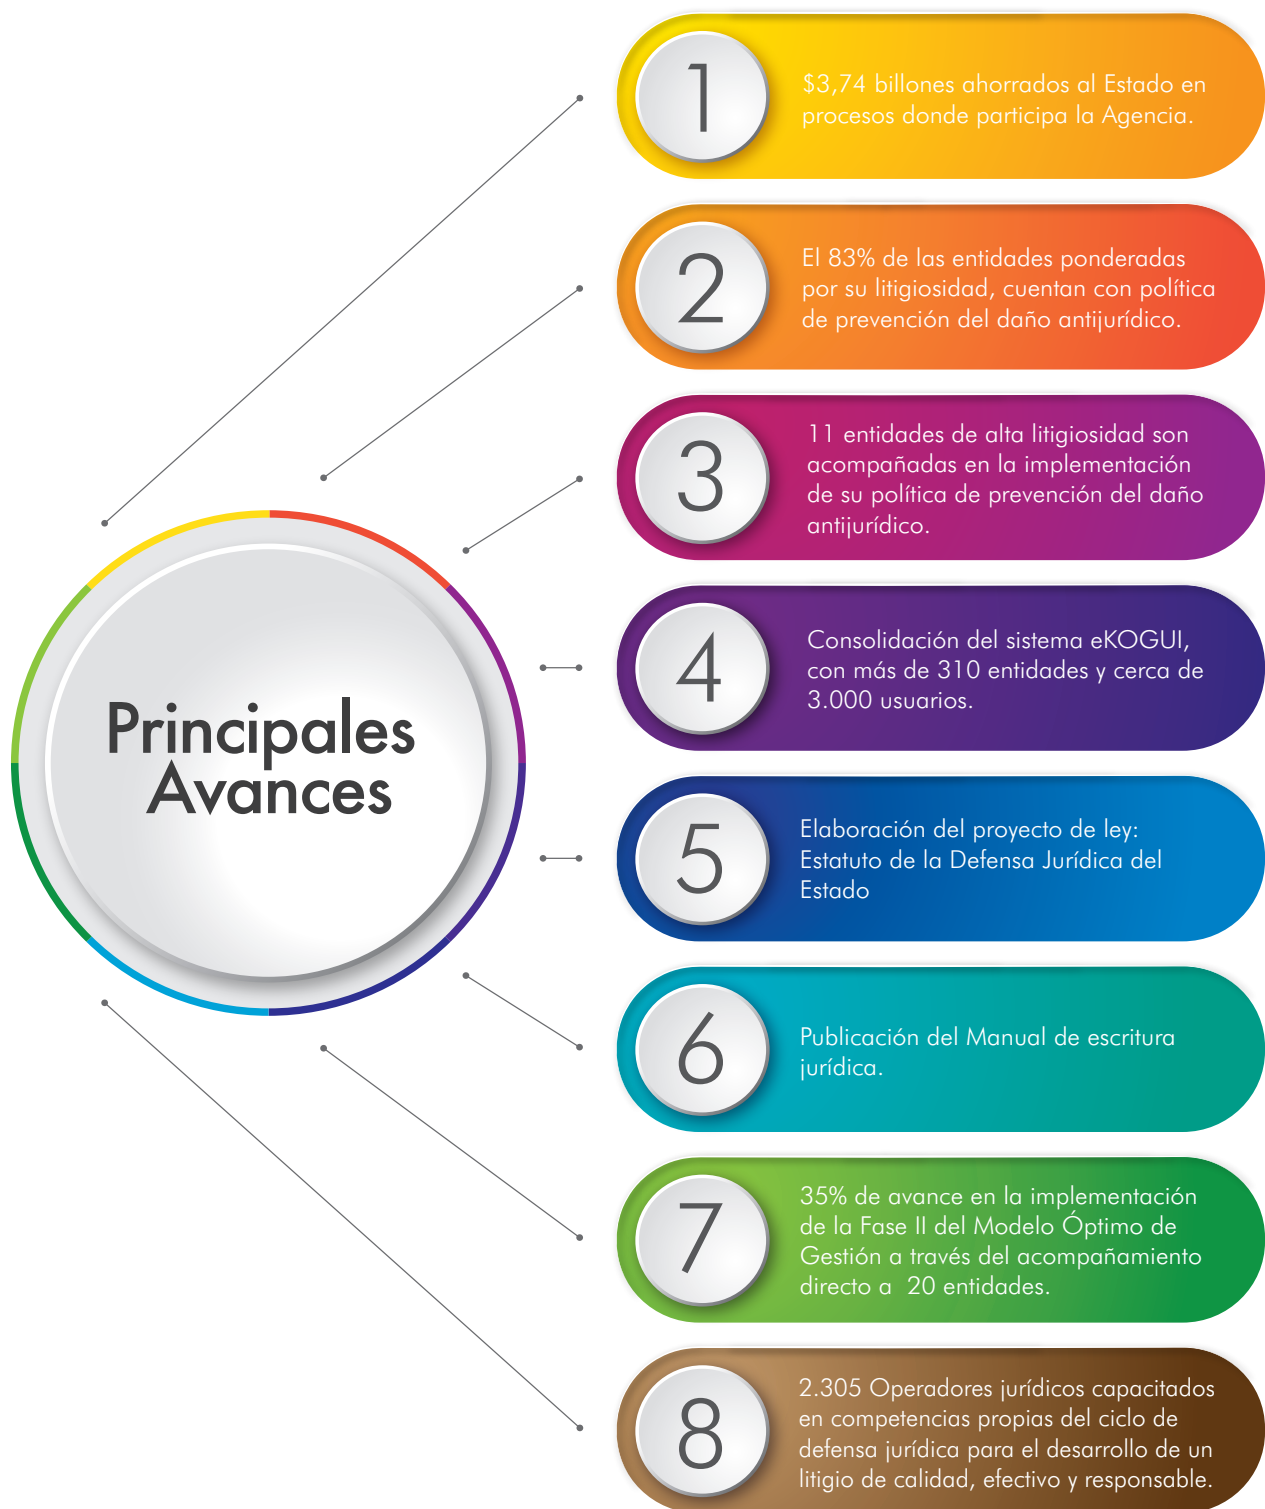 1
$3,74 billones ahorrados al Estado en
procesos donde participa la Agencia.
2
El 83% de las entidades ponderadas
por su litigiosidad, cuentan con política
de prevención del daño antijurídico.
3
11 entidades de alta litigiosidad son
acompañadas en la implementación
de su política de prevención del daño
antijurídico.
Principales
Avances
4
Consolidación del sistema eKOGUI,
con más de 310 entidades y cerca de
3.000 usuarios.
5
Elaboración del proyecto de ley:
Estatuto de la Defensa Jurídica del
Estado
6
Publicación del Manual de escritura
jurídica.
7
35% de avance en la implementación
de la Fase II del Modelo Óptimo de
Gestión a través del acompañamiento
directo a  20 entidades.
8
2.305 Operadores jurídicos capacitados
en competencias propias del ciclo de
defensa jurídica para el desarrollo de un
litigio de calidad, efectivo y responsable.